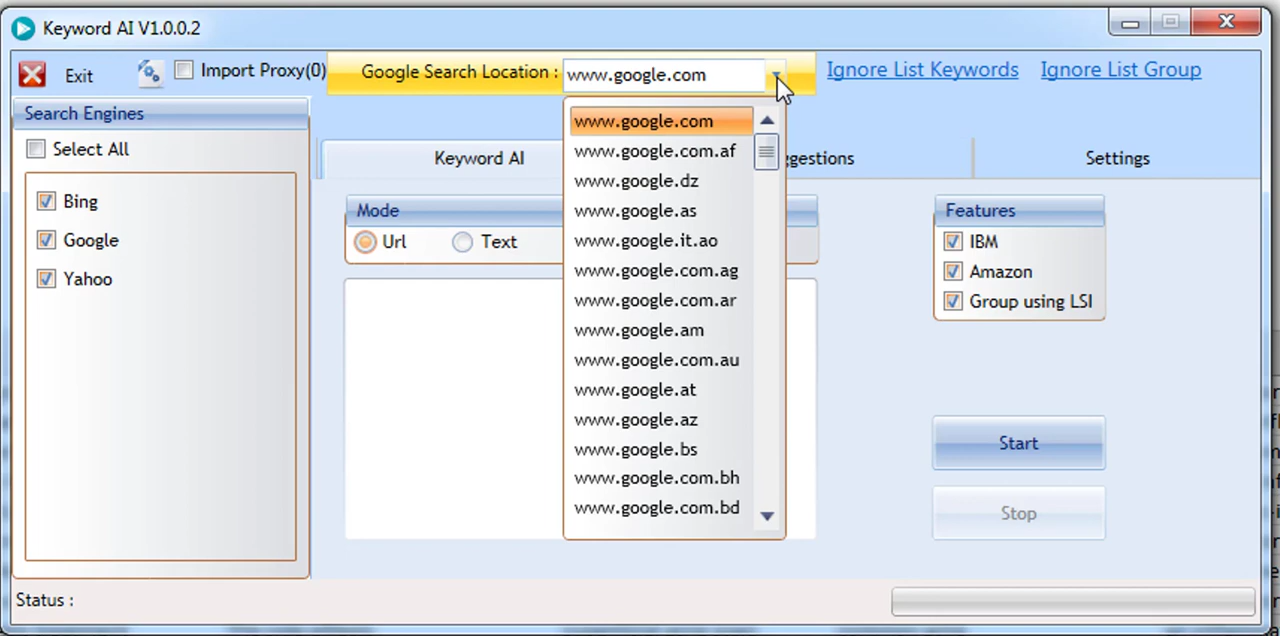 Keyword AI V1.0.0.2
Exit
Import Proxy(0)
Google Search Location :
www.google.com
Ignore List Keywords
Ignore List Group
Search Engines
Select All
Bing
Google
Yahoo
Keyword AI
Settings
Mode
Url
Text
www.google.com
www.google.com.af
www.google.dz
www.google.as
www.google.it.ao
www.google.com.ag
www.google.com.ar
www.google.am
www.google.com.au
www.google.at
www.google.az
www.google.bs
www.google.com.bh
www.google.com.bd
Features
IBM
Amazon
Group using LSI
Start
Stop
Status :